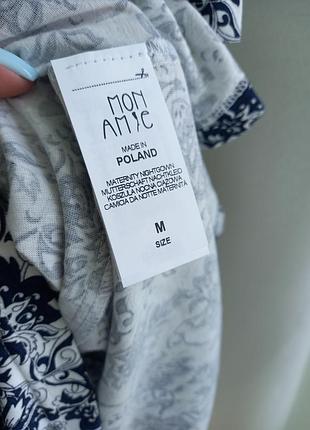 MON
AMIE
MADE IN
POLAND
MATERNITY NIGHTGOWN
MUTTERSCHAFT NACHTKLEID
KOSZULA NOCNA CIĄŻOWA
CAMICIA DA NOTTE MATERNITÀ
M
SIZE